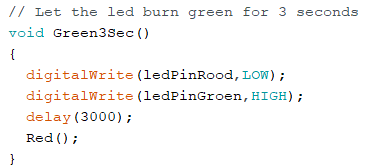 // Let the led burn green for 3 seconds
void Green3Sec()
{
  digitalWrite(ledPinRood,LOW);
  digitalWrite(ledPinGroen,HIGH);
  delay(3000);
  Red();
}